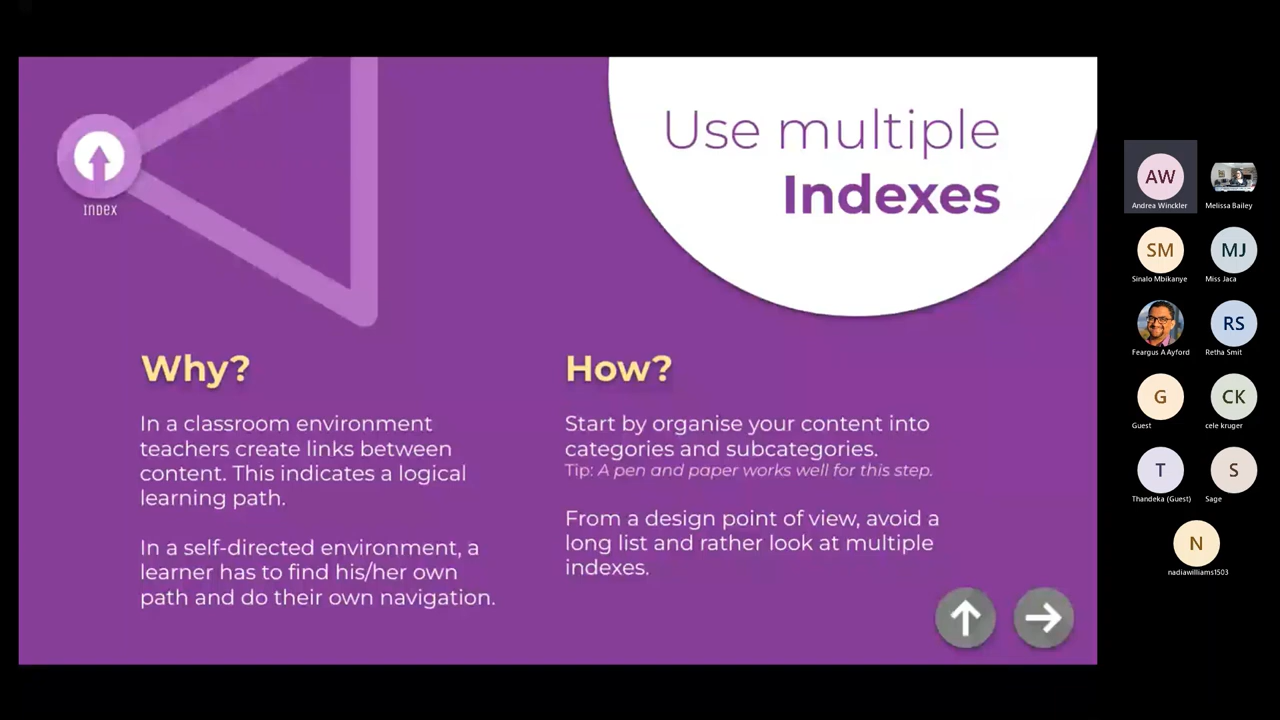 Index
Use multiple
Indexes
Why?
In a classroom environment
teachers create links between
content. This indicates a logical
learning path.
In a self-directed environment, a
learner has to find his/her own
path and do their own navigation.
How?
Start by organise your content into
categories and subcategories.
Tip: A pen and paper works well for this step.
From a design point of view, avoid a
long list and rather look at multiple
indexes.
AW
Andrea Winckler
Melissa Bailey
SM
Sinalo Mbikanye
MJ
Miss Jaca
Feargus A Ayford
RS
Retha Smit
G
Guest
CK
cele kruger
T
Thandeka (Guest)
S
Sage
N
nadiawilliams1503